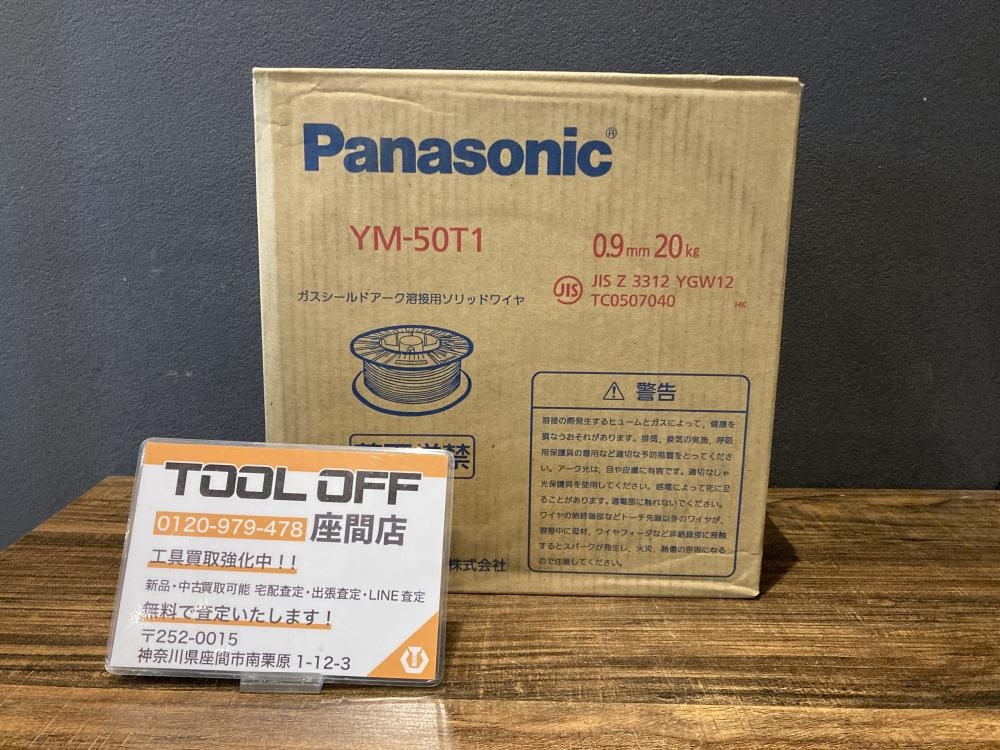 Panasonic®
YM-50T1
0.9mm 20kg
JIS JIS Z 3312 YGW12
TC0507040
HK
ガスシールドアーク溶接用ソリッドワイヤ
警告
溶接の際発生するヒュームとガスによって、健康を
損なうおそれがあります。排気、換気の実施、呼吸
用保護具の着用など適切な予防措置をとってくださ
い。アーク光は、目や皮膚に有害です。適切なしゃ
光保護具を使用してください。感電によって死に至
ることがあります。通電部に触れないでください。
ワイヤの始終端部などトーチ先端以外のワイヤが、
溶接中に母材、ワイヤフィーダなど非絶縁部に接触
するとスパークが発生し、火災、熱傷の原因になる
ので注意してください。
禁
株式会社
TOOL OFF
0120-979-478 座間店
工具買取強化中！！
新品・中古買取可能 宅配査定・出張査定・LINE査定
無料で査定いたします！
〒252-0015
神奈川県座間市南栗原1-12-3